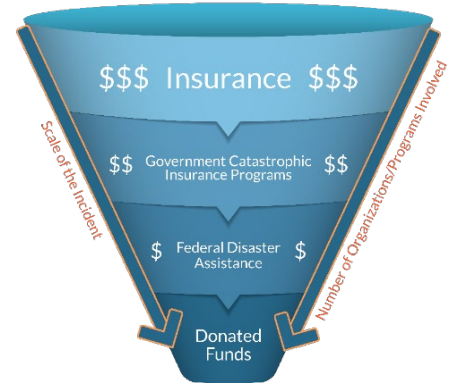 $$$ Insurance $$$
Scale of the Incident
Number of Organizations/Programs Involved
$$ Government Catastrophic $$
Insurance Programs
$ Federal Disaster $
Assistance
Donated
Funds